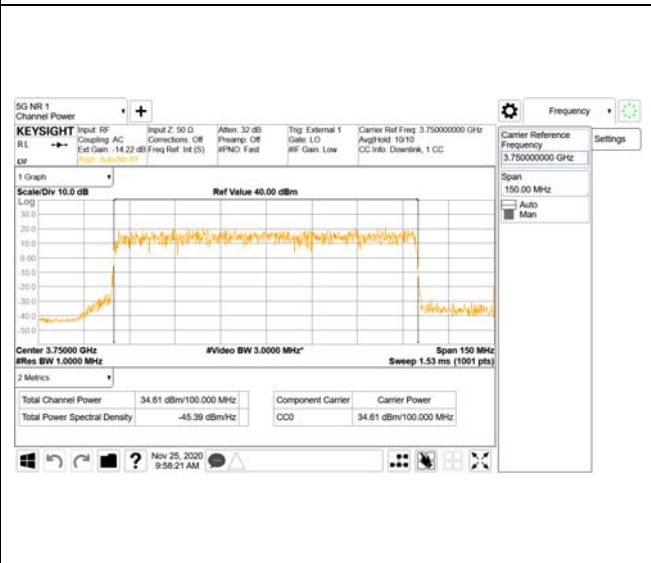 5G NR 1
Channel Power
Frequency
KEYSIGHT
Input: RF
Input Z: 50 Ω
Atten: 32 dB
Trig: External 1
Carrier Ref Freq: 3.750000000 GHz
RL
Coupling: AC
Corrections: Off
Preamp: Off
Gate: LO
Avg|Hold: 10/10
Ext Gain: -14.22 dB
Freq Ref: Int (S)
#PNO: Fast
#IF Gain: Low
CC Info: Downlink, 1 CC
Align: Auto/No RF
Carrier Reference
Frequency
3.750000000 GHz
Settings
Span
150.00 MHz
Auto
Man
1 Graph
Scale/Div 10.0 dB
Ref Value 40.00 dBm
Log
30.0
20.0
10.0
0.00
-10.0
-20.0
-30.0
-40.0
-50.0
Center 3.75000 GHz
#Video BW 3.0000 MHz*
Span 150 MHz
#Res BW 1.0000 MHz
Sweep 1.53 ms (1001 pts)
2 Metrics
Total Channel Power
34.61 dBm/100.000 MHz
Component Carrier
Carrier Power
Total Power Spectral Density
-45.39 dBm/Hz
CC0
34.61 dBm/100.000 MHz
?
Nov 25, 2020
9:58:21 AM